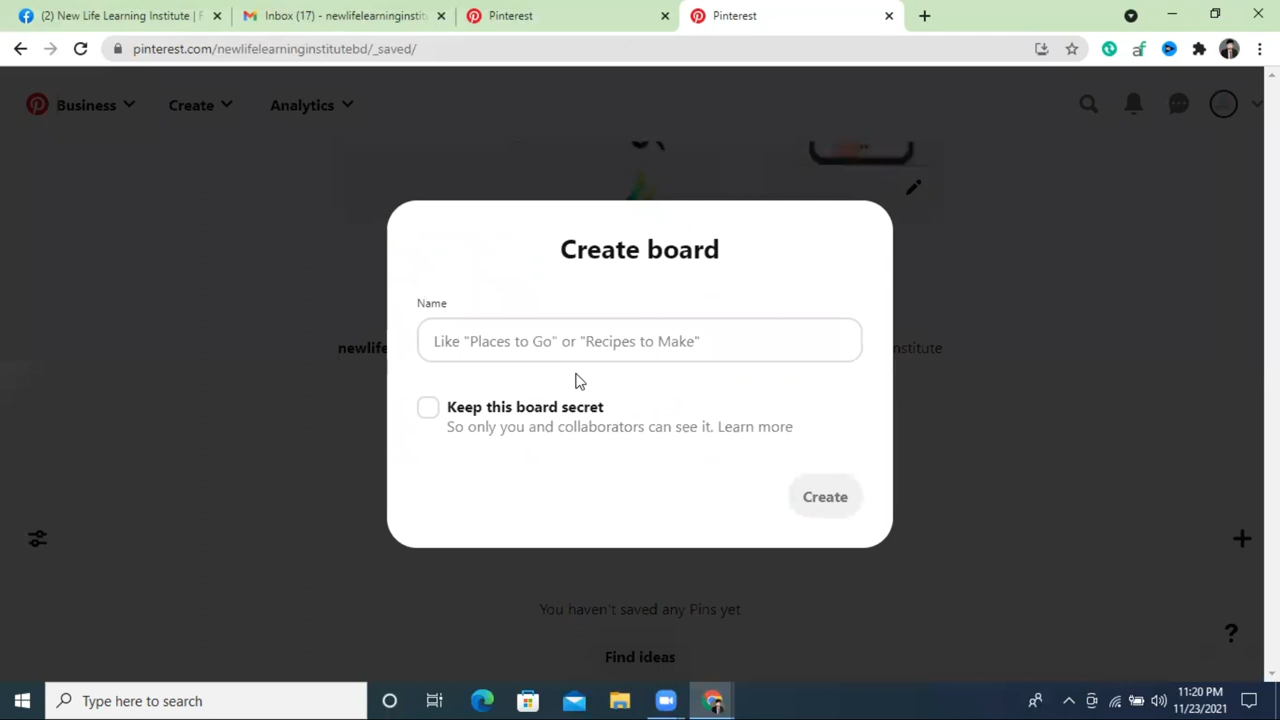 (2) New Life Learning Institute | F
Inbox (17) - newlifelearninginstitu
Pinterest
Pinterest
pinterest.com/newlifelearninginstitutebd/_saved/
Business
Create
Analytics
Create board
Name
Like "Places to Go" or "Recipes to Make"
newlife
stitute
Keep this board secret
So only you and collaborators can see it. Learn more
Create
You haven't saved any Pins yet
Find ideas
?
Type here to search
11:20 PM
11/23/2021